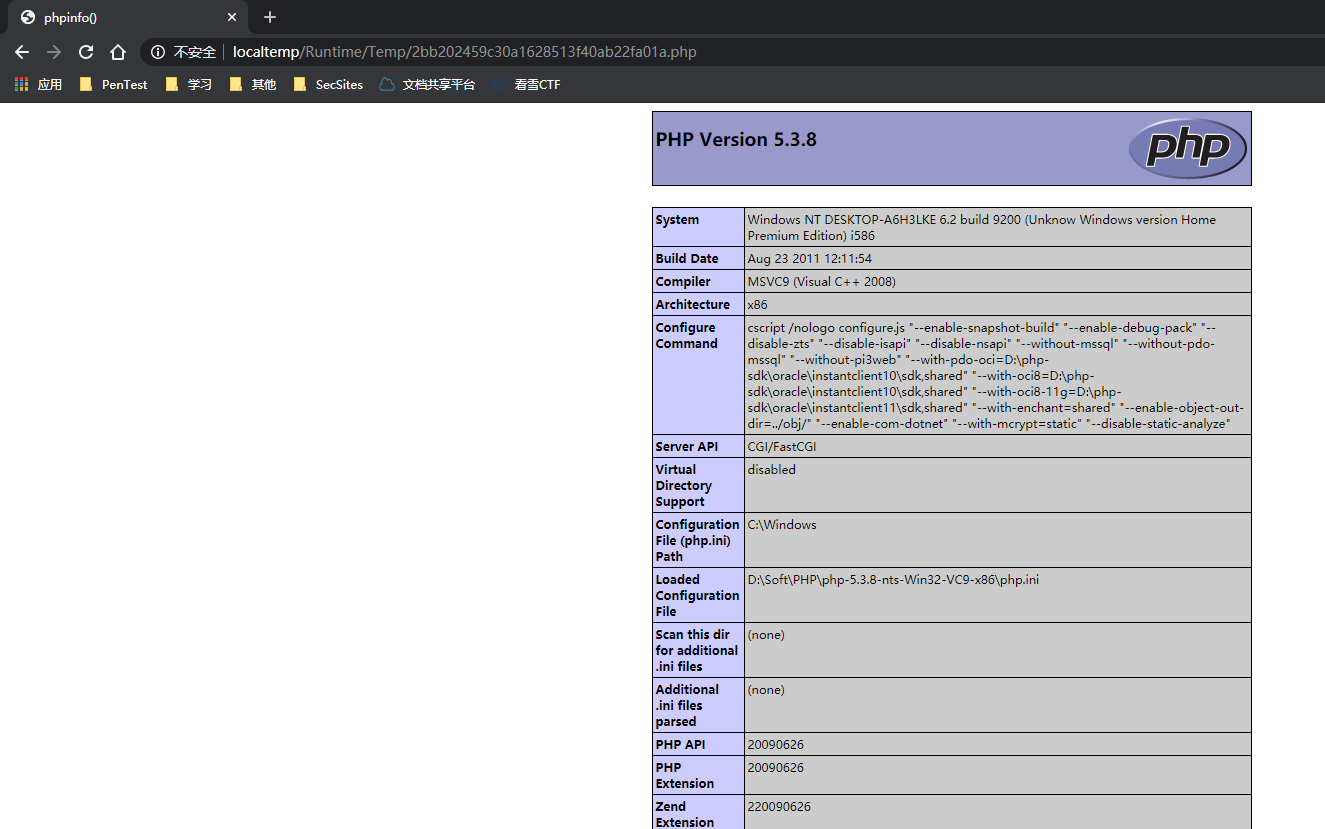 phpinfo()
不安全 localtemp/Runtime/Temp/2bb202459c30a1628513f40ab22fa01a.php
应用 PenTest 学习 其他 SecSites 文档共享平台 看雪CTF
PHP Version 5.3.8
php
System Windows NT DESKTOP-A6H3LKE 6.2 build 9200 (Unknow Windows version Home
Premium Edition) i586
Build Date Aug 23 2011 12:11:54
Compiler MSVC9 (Visual C++ 2008)
Architecture x86
Configure cscript /nologo configure.js "--enable-snapshot-build" "--enable-debug-pack" "--
Command disable-zts" "--disable-isapi" "--disable-nsapi" "--without-mssql" "--without-pdo-
mssql" "--without-pi3web" "--with-pdo-oci=D:\php-
sdk\oracle\instantclient10\sdk,shared" "--with-oci8=D:\php-
sdk\oracle\instantclient10\sdk,shared" "--with-oci8-11g=D:\php-
sdk\oracle\instantclient11\sdk,shared" "--with-enchant=shared" "--enable-object-out-
dir=../obj/" "--enable-com-dotnet" "--with-mcrypt=static" "--disable-static-analyze"
Server API CGI/FastCGI
Virtual disabled
Directory
Support
Configuration C:\Windows
File (php.ini)
Path
Loaded D:\Soft\PHP\php-5.3.8-nts-Win32-VC9-x86\php.ini
Configuration
File
Scan this dir (none)
for additional
.ini files
Additional (none)
.ini files
parsed
PHP API 20090626
PHP 20090626
Extension
Zend 220090626
Extension